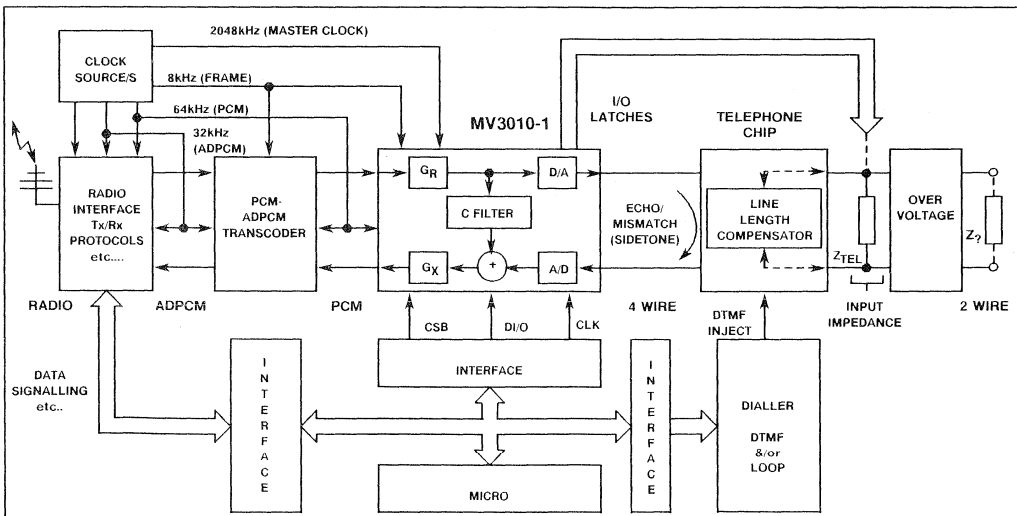 2048kHz (MASTER CLOCK)
CLOCK
SOURCE/S
8kHz (FRAME)
64kHz (PCM)
32kHz
(ADPCM)
MV3010-1
I/O
LATCHES
TELEPHONE
CHIP
RADIO
INTERFACE
Tx/Rx
PROTOCOLS
etc....
PCM-
ADPCM
TRANSCODER
GR
D/A
C FILTER
GX
+
A/D
ECHO/
MISMATCH
(SIDETONE)
LINE
LENGTH
COMPENSATOR
ZTEL
OVER
VOLTAGE
Z?
RADIO
ADPCM
PCM
4 WIRE
INPUT
IMPEDANCE
2 WIRE
CSB
DI/O
CLK
DTMF
INJECT
DATA
SIGNALLING
etc..
INTERFACE
INTERFACE
INTERFACE
DIALLER
DTMF
&/or
LOOP
MICRO